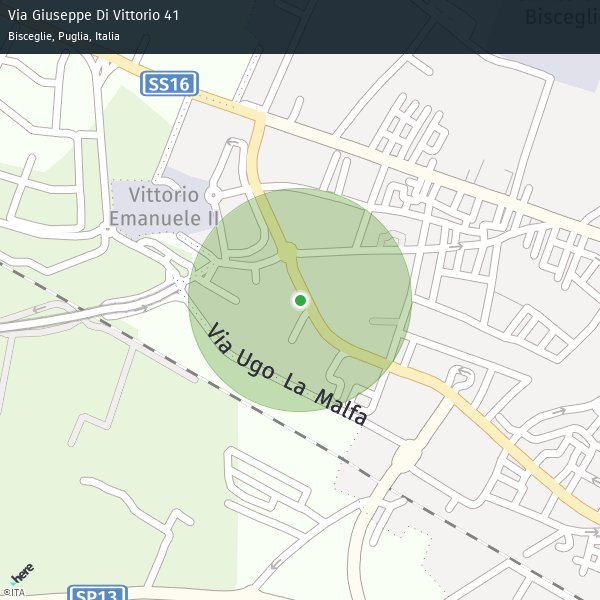 Via Giuseppe Di Vittorio 41
Bisceglie, Puglia, Italia
Bisceglie
SS16
Vittorio
Emanuele II
Via Ugo La Malfa
here
©ITA
SP13